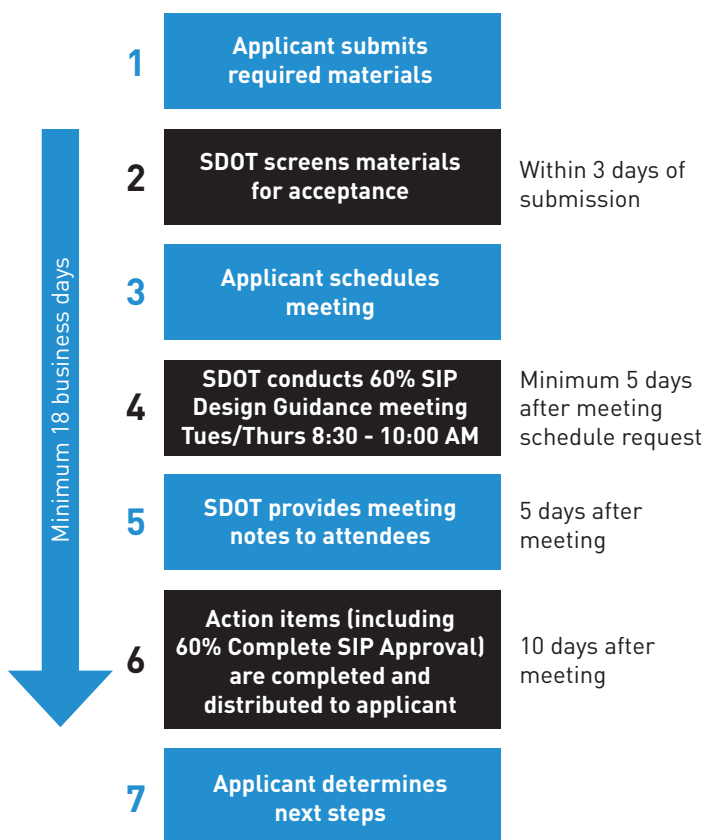 1
Applicant submits
required materials
Minimum 18 business days
2
SDOT screens materials
for acceptance
Within 3 days of
submission
3
Applicant schedules
meeting
4
SDOT conducts 60% SIP
Design Guidance meeting
Tues/Thurs 8:30 - 10:00 AM
Minimum 5 days
after meeting
schedule request
5
SDOT provides meeting
notes to attendees
5 days after
meeting
6
Action items (including
60% Complete SIP Approval)
are completed and
distributed to applicant
10 days after
meeting
7
Applicant determines
next steps